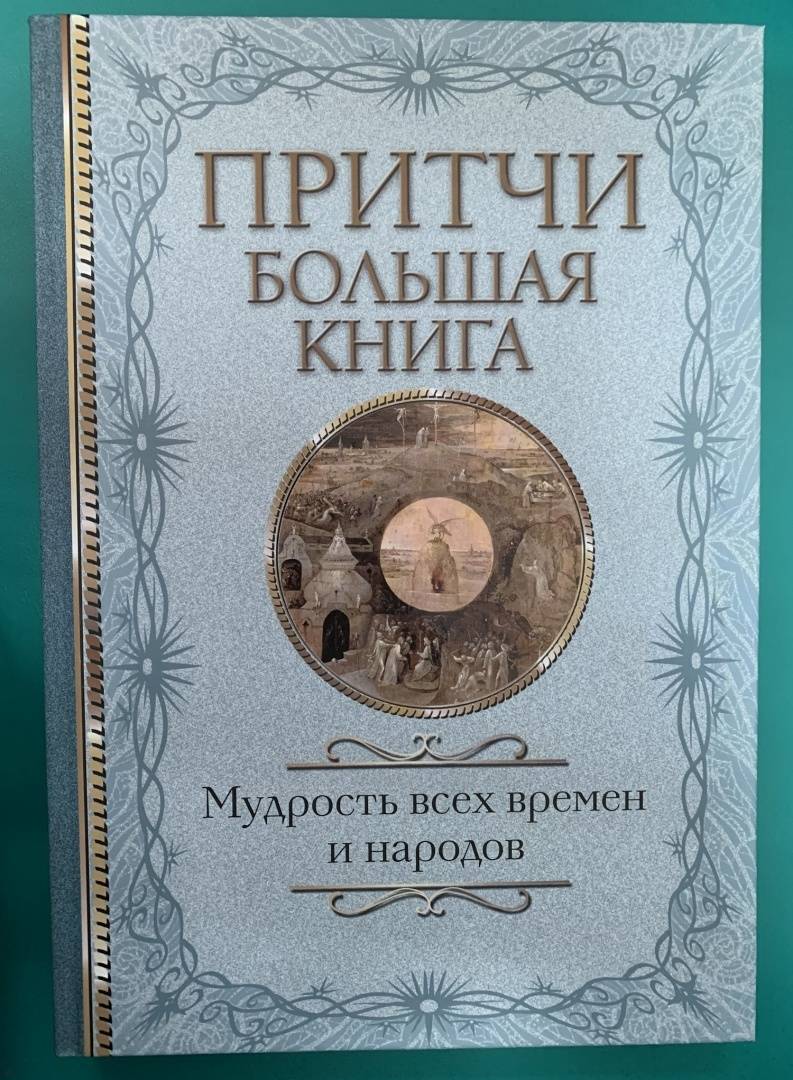 ПРИТЧИ
БОЛЬШАЯ
КНИГА
Мудрость всех времен
и народов